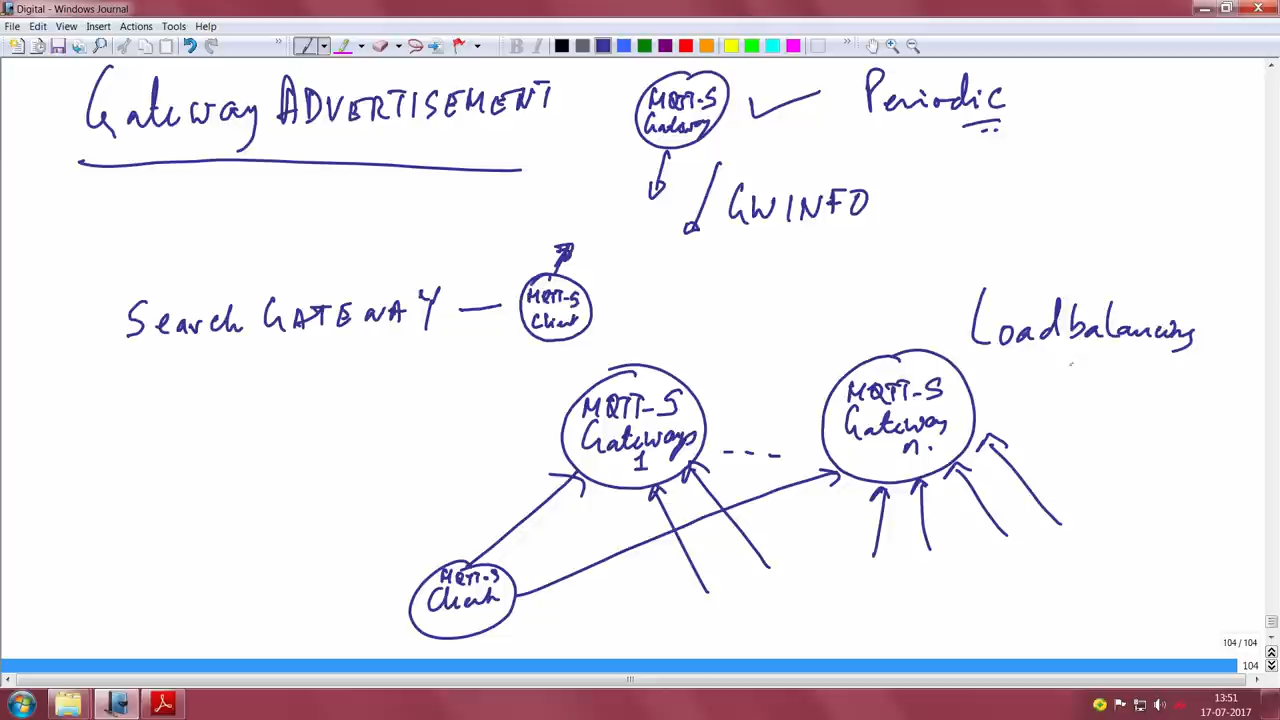 Digital - Windows Journal
File Edit View Insert Actions Tools Help
Gateway ADVERTISEMENT
MQTT-S
Gateway
Periodic
GWINFO
Search GATEWAY —
MQTT-S
Client
Loadbalancing
MQTT-S
Gateways
1
- - -
MQTT-S
Gateway
n.
MQTT-S
Client
104 / 104
104
13:51
17-07-2017